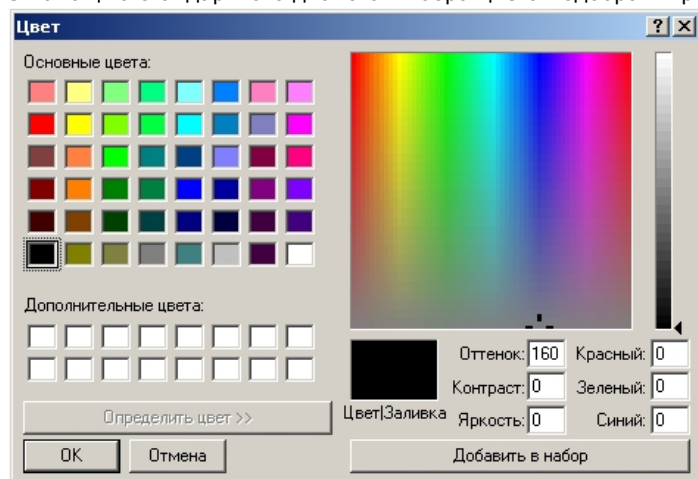 Цвет
Основные цвета:
Дополнительные цвета:
Определить цвет >>
OK
Отмена
Цвет|Заливка
Оттенок: 160
Контраст: 0
Яркость: 0
Красный: 0
Зеленый: 0
Синий: 0
Добавить в набор